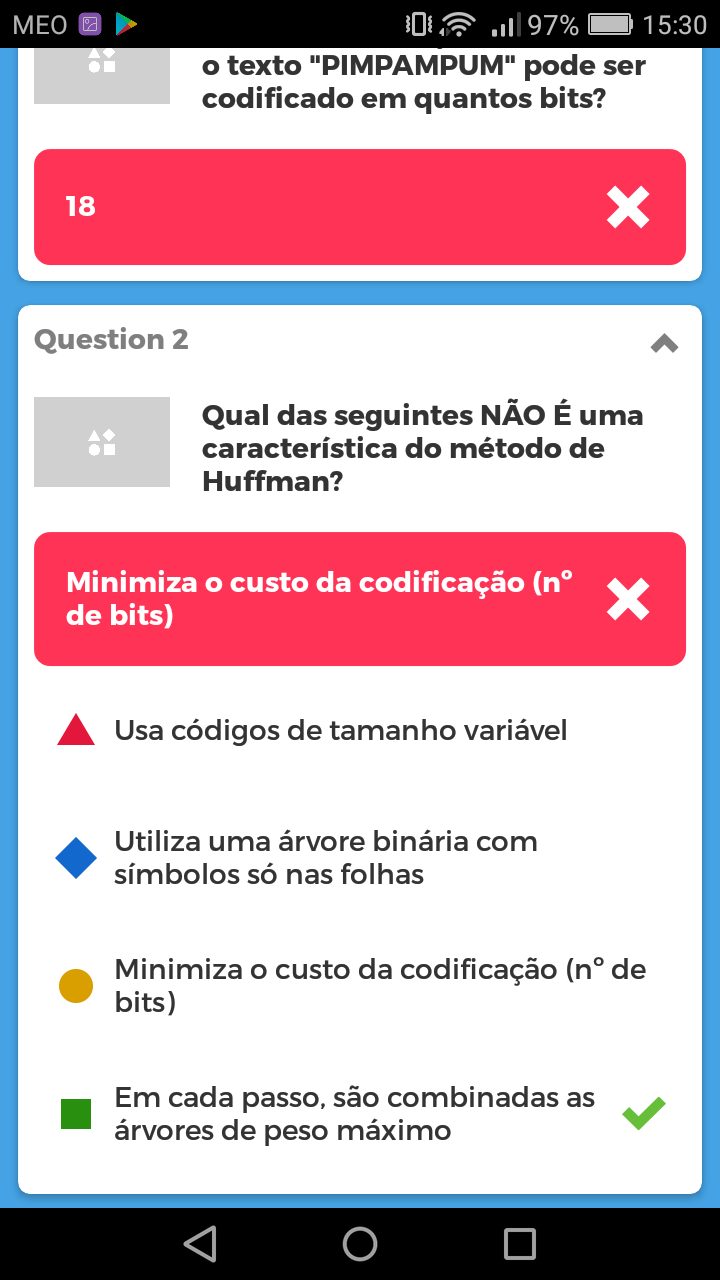 MEO 97% 15:30
o texto "PIMPAMPUM" pode ser
codificado em quantos bits?
18
Question 2
Qual das seguintes NÃO É uma
característica do método de
Huffman?
Minimiza o custo da codificação (nº
de bits)
Usa códigos de tamanho variável
Utiliza uma árvore binária com
símbolos só nas folhas
Minimiza o custo da codificação (nº de
bits)
Em cada passo, são combinadas as
árvores de peso máximo